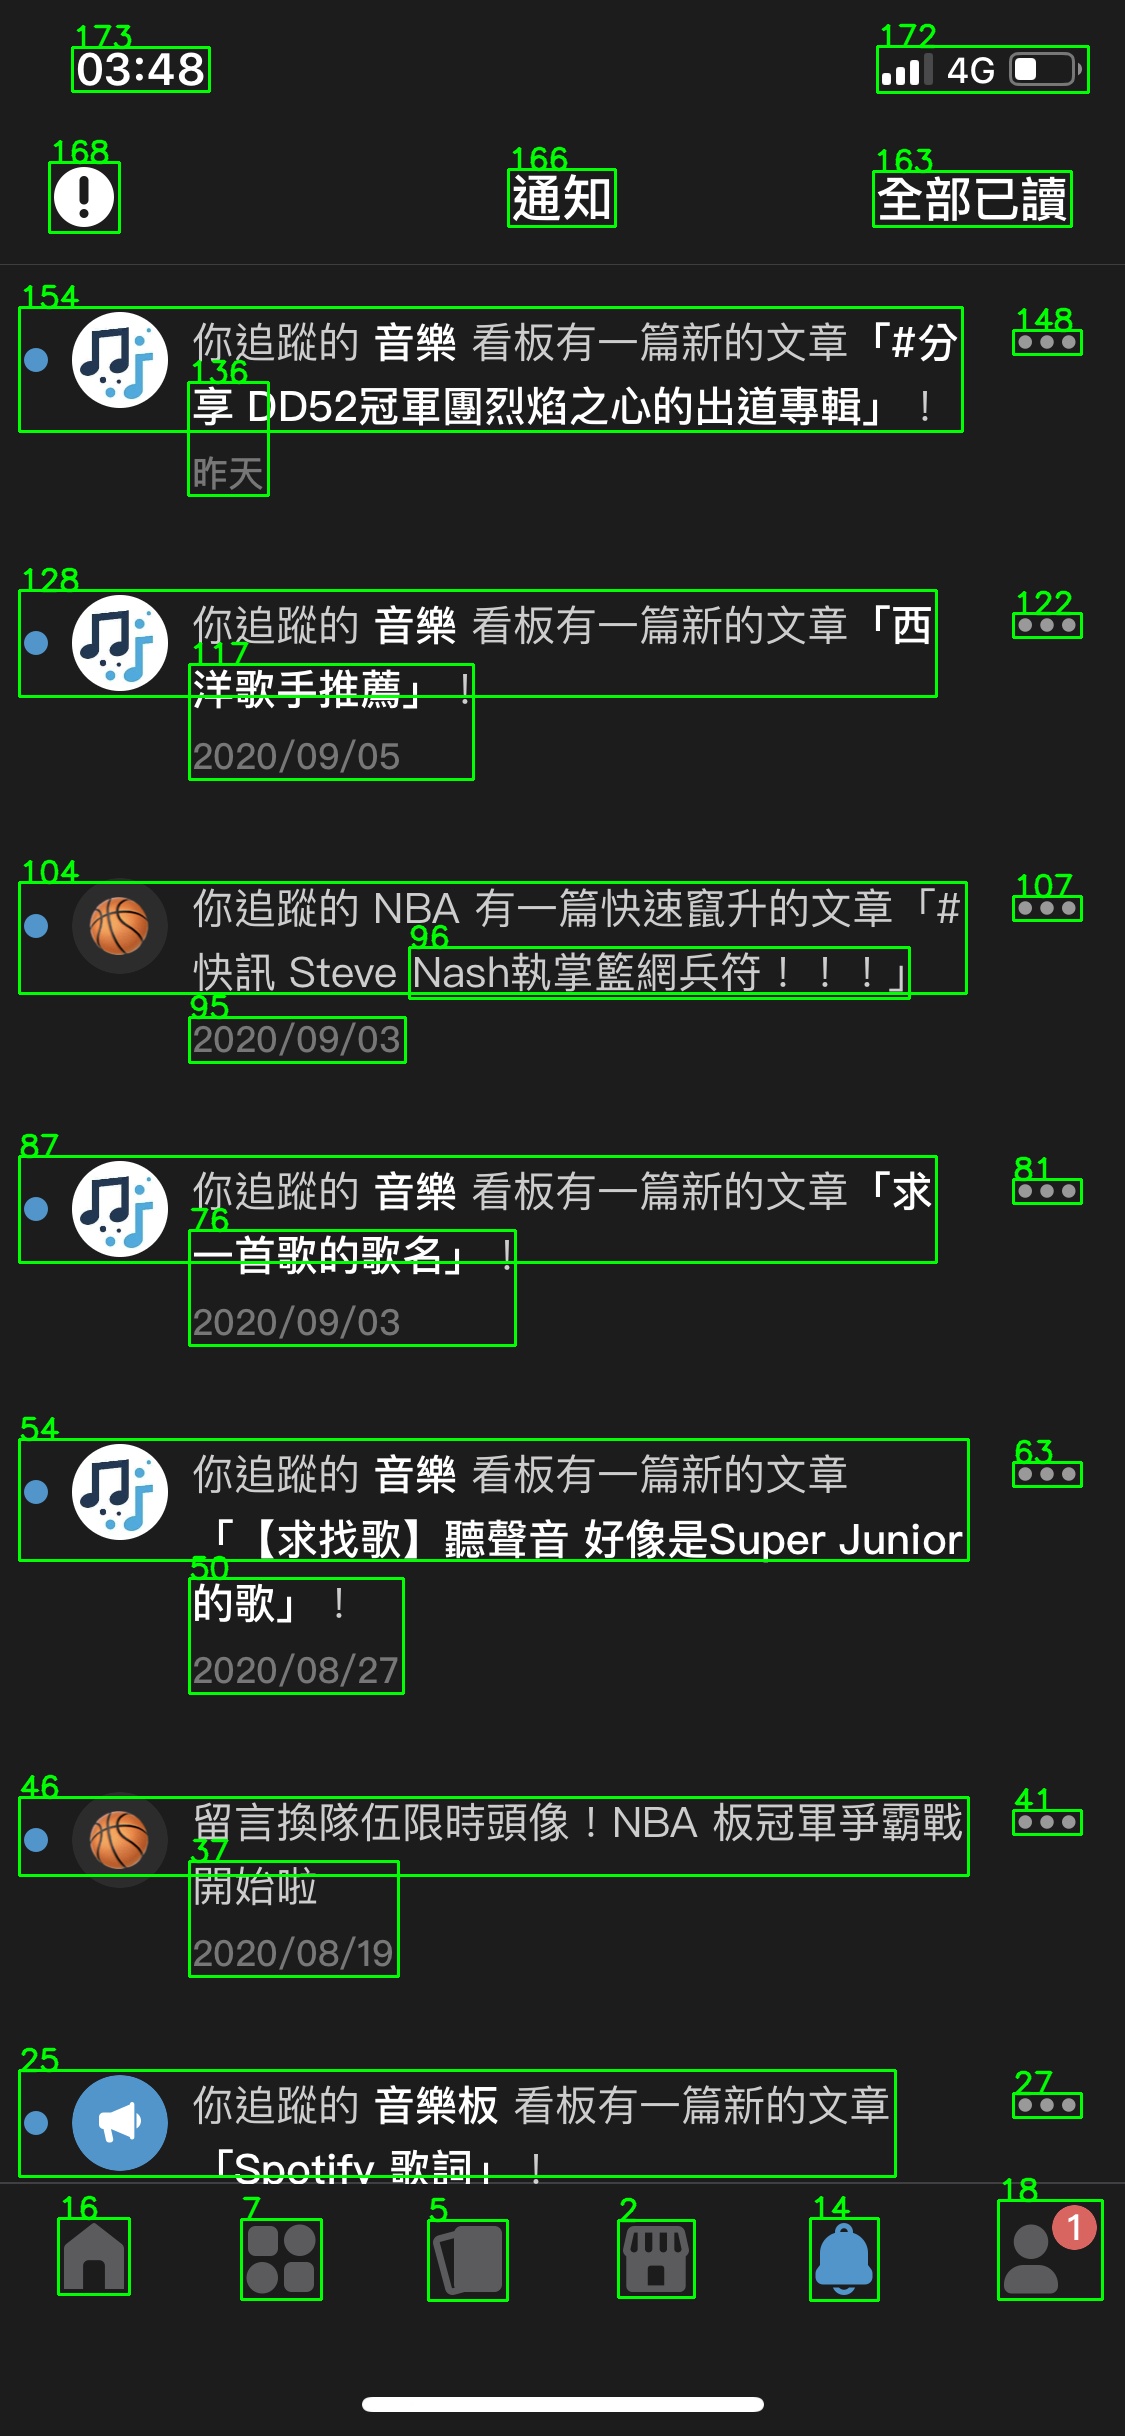 03:48
4G
通知
全部已讀
你追蹤的 音樂 看板有一篇新的文章「#分
享 DD52冠軍團烈焰之心的出道專輯」！
昨天
你追蹤的 音樂 看板有一篇新的文章「西
洋歌手推薦」！
2020/09/05
你追蹤的 NBA 有一篇快速竄升的文章「#
快訊 Steve Nash執掌籃網兵符！！！」
2020/09/03
你追蹤的 音樂 看板有一篇新的文章「求
一首歌的歌名」！
2020/09/03
你追蹤的 音樂 看板有一篇新的文章
「【求找歌】聽聲音 好像是Super Junior
的歌」！
2020/08/27
留言換隊伍限時頭像！NBA 板冠軍爭霸戰
開始啦
2020/08/19
你追蹤的 音樂板 看板有一篇新的文章
「Spotify 歌詞」！
1
173
172
168
166
163
154
148
136
128
122
117
104
107
96
95
87
81
76
54
63
50
46
41
37
25
27
16
7
5
2
14
18